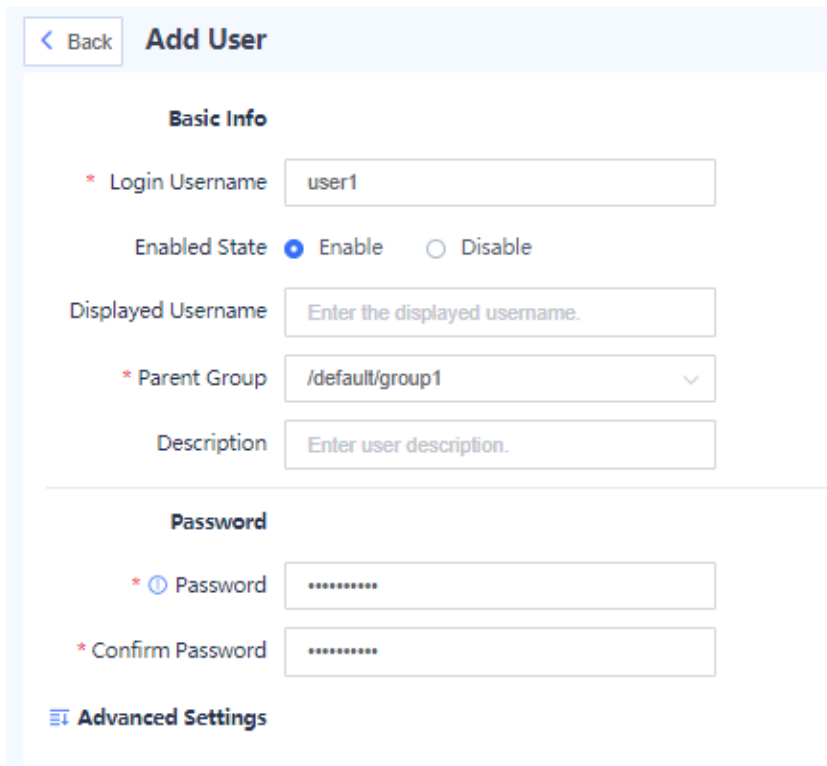 Back Add User
Basic Info
* Login Username user1
Enabled State Enable Disable
Displayed Username Enter the displayed username.
* Parent Group /default/group1
Description Enter user description.
Password
* Password ••••••••••
* Confirm Password ••••••••••
Advanced Settings